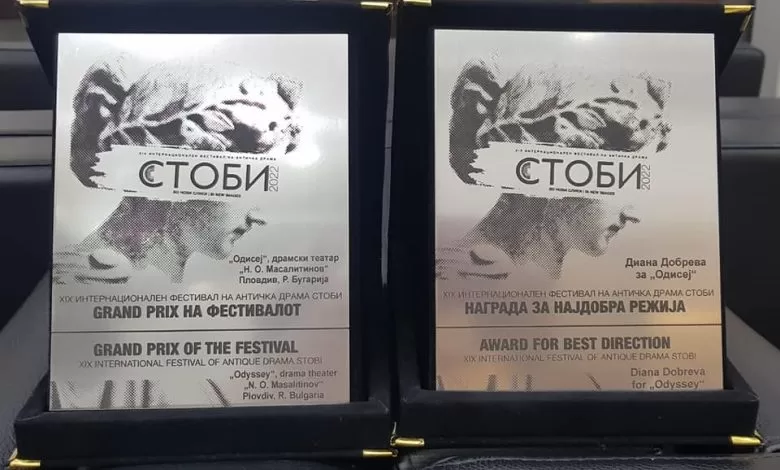 XIX ИНТЕРНАЦИОНАЛЕН ФЕСТИВАЛ НА АНТИЧКА ДРАМА
СТОБИ
2022
„Одисеј", драмски театар
„Н. О. Масалитинов"
Пловдив, Р. Бугарија
XIX ИНТЕРНАЦИОНАЛЕН ФЕСТИВАЛ НА АНТИЧКА ДРАМА СТОБИ
GRAND PRIX НА ФЕСТИВАЛОТ
GRAND PRIX OF THE FESTIVAL
XIX INTERNATIONAL FESTIVAL OF ANTIQUE DRAMA STOBI
„Odyssey", drama theater
„N. O. Masalitinov"
Plovdiv, R. Bulgaria
XIX ИНТЕРНАЦИОНАЛЕН ФЕСТИВАЛ НА АНТИЧКА ДРАМА
СТОБИ
2022
Диана Добрева
за „Одисеј"
XIX ИНТЕРНАЦИОНАЛЕН ФЕСТИВАЛ НА АНТИЧКА ДРАМА СТОБИ
НАГРАДА ЗА НАЈДОБРА РЕЖИЈА
AWARD FOR BEST DIRECTION
XIX INTERNATIONAL FESTIVAL OF ANTIQUE DRAMA STOBI
Diana Dobreva
for „Odyssey"